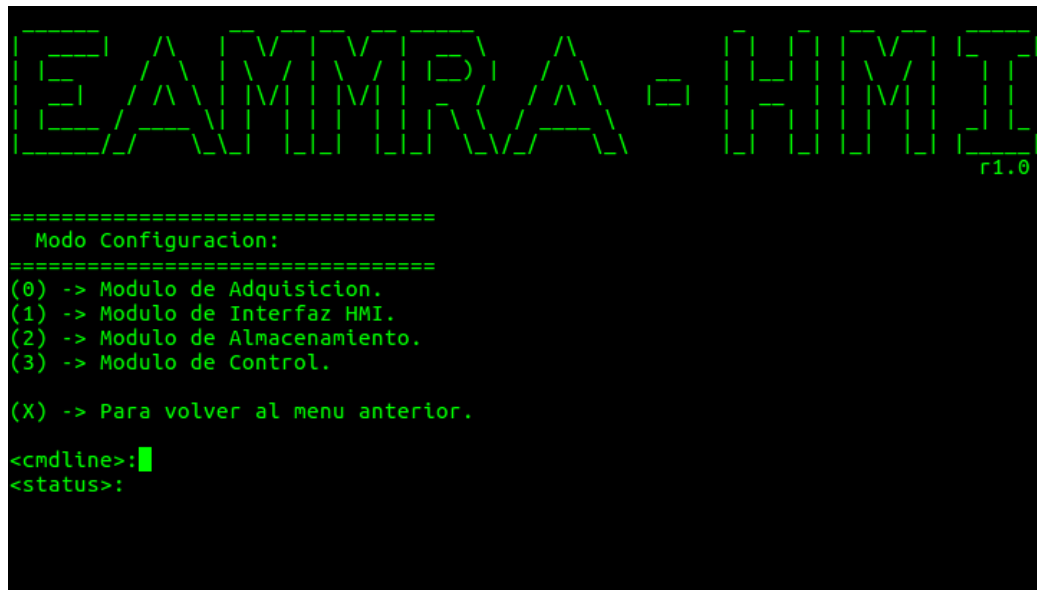 EAMMRA-HMI
r1.0
==================================
Modo Configuracion:
==================================
(0) -> Modulo de Adquisicion.
(1) -> Modulo de Interfaz HMI.
(2) -> Modulo de Almacenamiento.
(3) -> Modulo de Control.
(X) -> Para volver al menu anterior.
<cmdline>:
<status>: